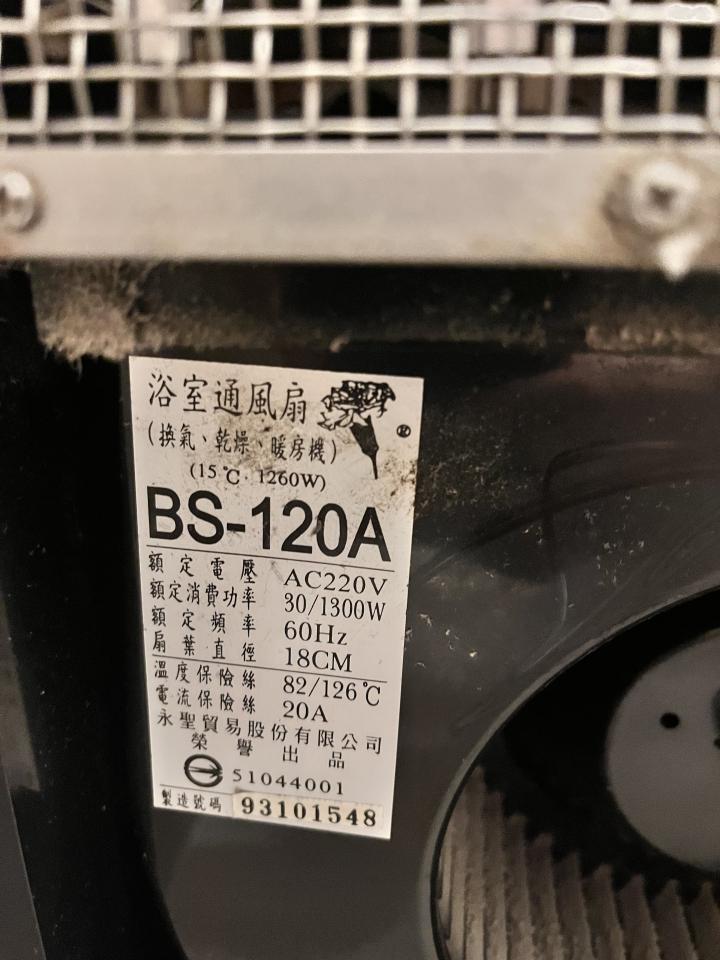 浴室通風扇
®
(換氣、乾燥、暖房機)
(15℃·1260W)
BS-120A
額定電壓 AC220V
額定消費功率 30/1300W
額定頻率 60Hz
扇葉直徑 18CM
溫度保險絲 82/126℃
電流保險絲 20A
永聖貿易股份有限公司
榮譽出品
51044001
製造號碼 93101548